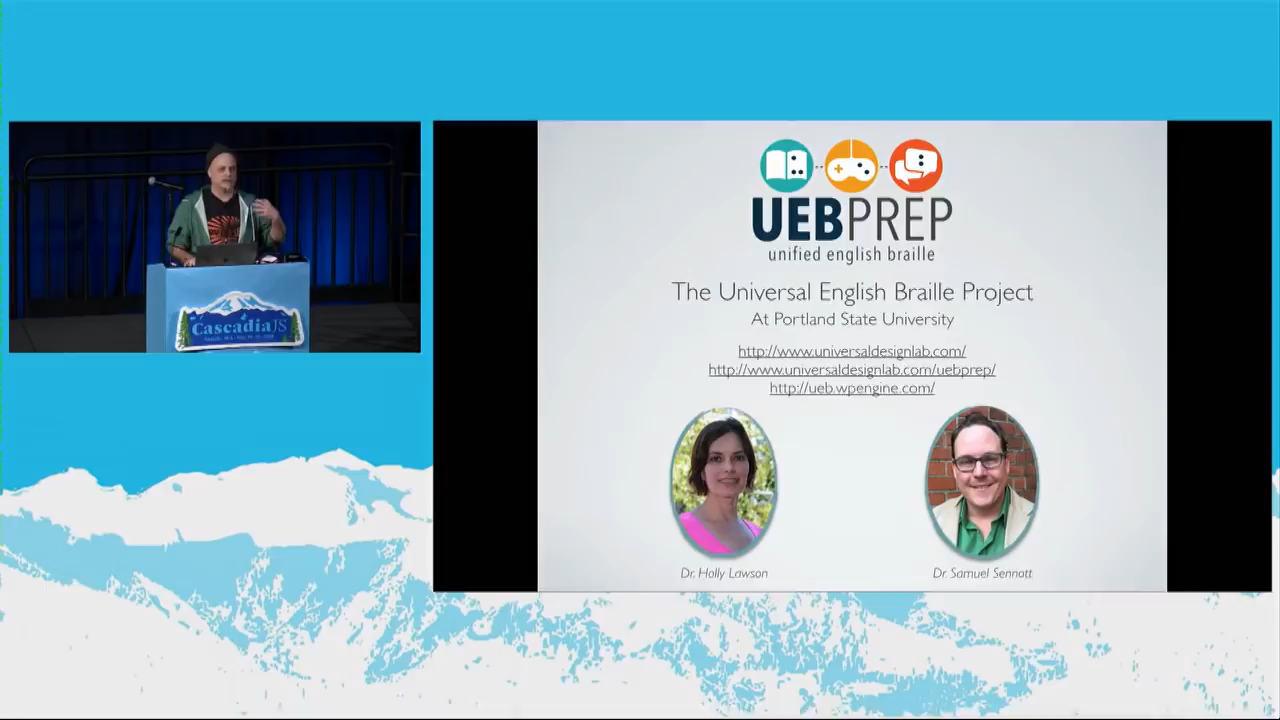 CascadiaJS
UEBPREP
unified english braille
The Universal English Braille Project
At Portland State University
http://www.universaldesignlab.com/
http://www.universaldesignlab.com/uebprep/
http://ueb.wpengine.com/
Dr. Holly Lawson
Dr. Samuel Sennott